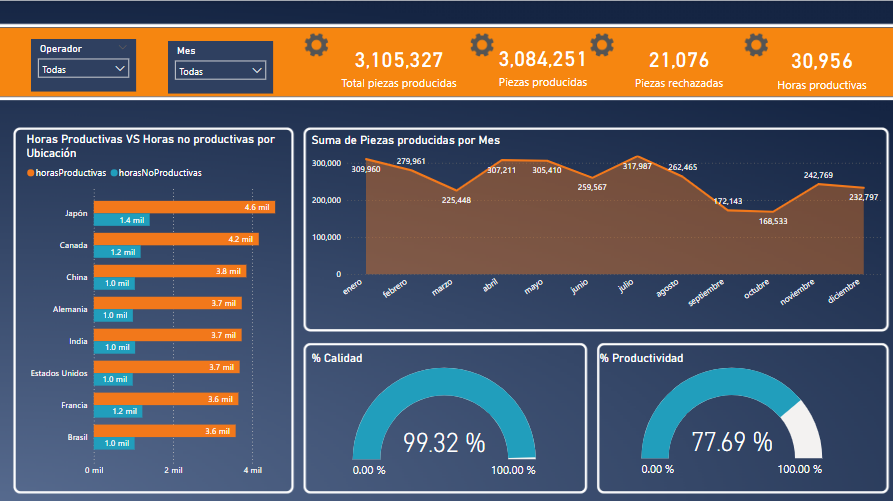 Operador
Todas
Mes
Todas
3,105,327
Total piezas producidas
3,084,251
Piezas producidas
21,076
Piezas rechazadas
30,956
Horas productivas
Horas Productivas VS Horas no productivas por
Ubicación
horasProductivas horasNoProductivas
Japón 4.6 mil
1.4 mil
Canada 4.2 mil
1.2 mil
China 3.8 mil
1.0 mil
Alemania 3.7 mil
1.0 mil
India 3.7 mil
1.0 mil
Estados Unidos 3.7 mil
1.0 mil
Francia 3.6 mil
1.2 mil
Brasil 3.6 mil
1.0 mil
0 mil 2 mil 4 mil
Suma de Piezas producidas por Mes
300,000
200,000
100,000
0
309,960 279,961 225,448 307,211 305,410 259,567 317,987 262,465 172,143 168,533 242,769 232,797
enero febrero marzo abril mayo junio julio agosto septiembre octubre noviembre diciembre
% Calidad
99.32 %
0.00 % 100.00 %
% Productividad
77.69 %
0.00 % 100.00 %